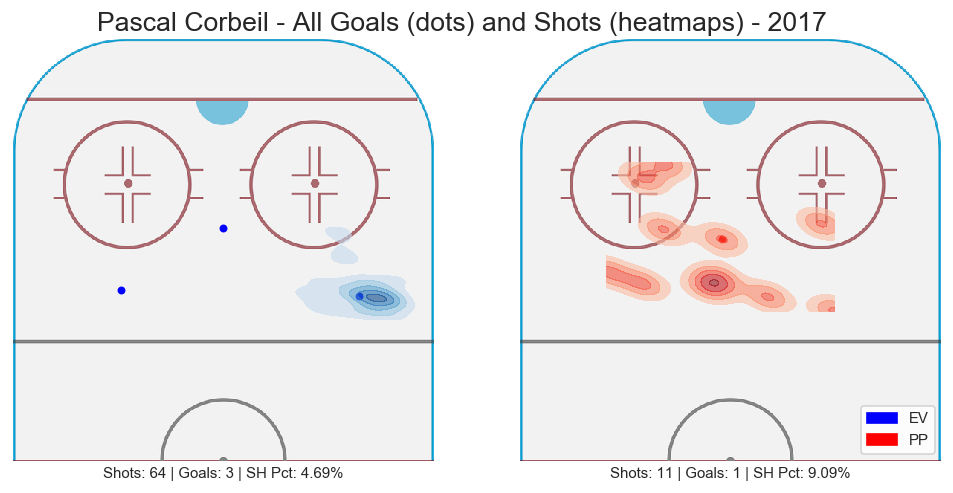 Pascal Corbeil - All Goals (dots) and Shots (heatmaps) - 2017
EV
PP
Shots: 64 | Goals: 3 | SH Pct: 4.69%
Shots: 11 | Goals: 1 | SH Pct: 9.09%